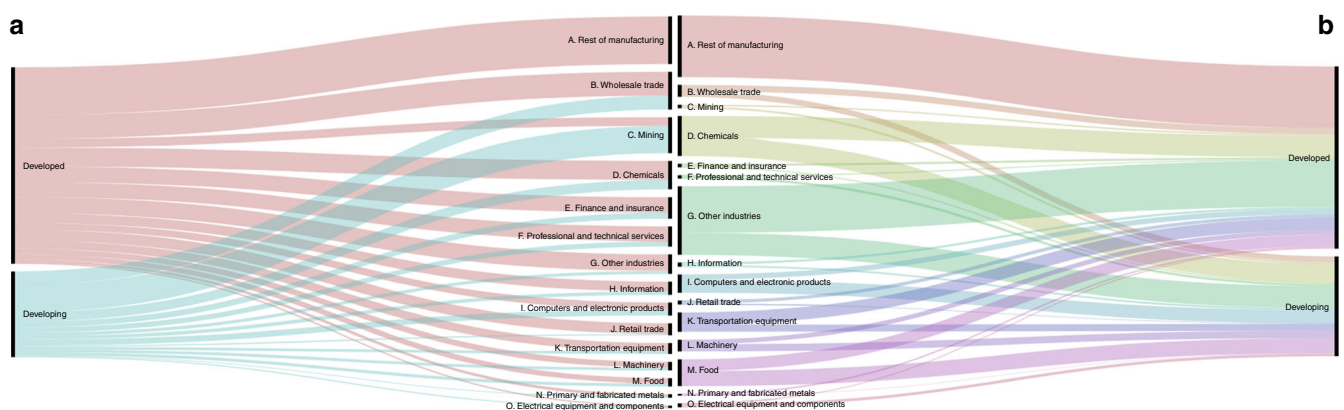 a
b
Developed
Developing
A. Rest of manufacturing
B. Wholesale trade
C. Mining
D. Chemicals
E. Finance and insurance
F. Professional and technical services
G. Other industries
H. Information
I. Computers and electronic products
J. Retail trade
K. Transportation equipment
L. Machinery
M. Food
N. Primary and fabricated metals
O. Electrical equipment and components
A. Rest of manufacturing
B. Wholesale trade
C. Mining
D. Chemicals
E. Finance and insurance
F. Professional and technical services
G. Other industries
H. Information
I. Computers and electronic products
J. Retail trade
K. Transportation equipment
L. Machinery
M. Food
N. Primary and fabricated metals
O. Electrical equipment and components
Developed
Developing